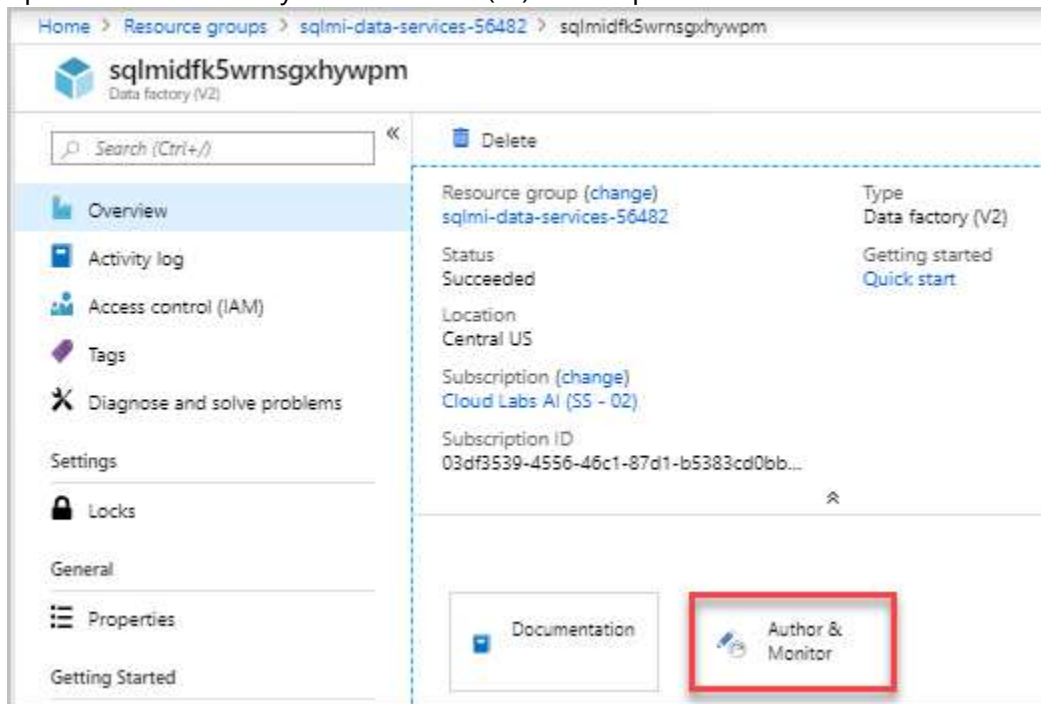 Home > Resource groups > sqlmi-data-services-56482 > sqlmidfk5wrnsgxhywpm
sqlmidfk5wrnsgxhywpm
Data factory (V2)
Search (Ctrl+/)
«
Delete
Overview
Activity log
Access control (IAM)
Tags
Diagnose and solve problems
Settings
Locks
General
Properties
Getting Started
Resource group (change)
sqlmi-data-services-56482
Status
Succeeded
Location
Central US
Subscription (change)
Cloud Labs AI (SS - 02)
Subscription ID
03df3539-4556-46c1-87d1-b5383cd0bb...
Type
Data factory (V2)
Getting started
Quick start
Documentation
Author &
Monitor